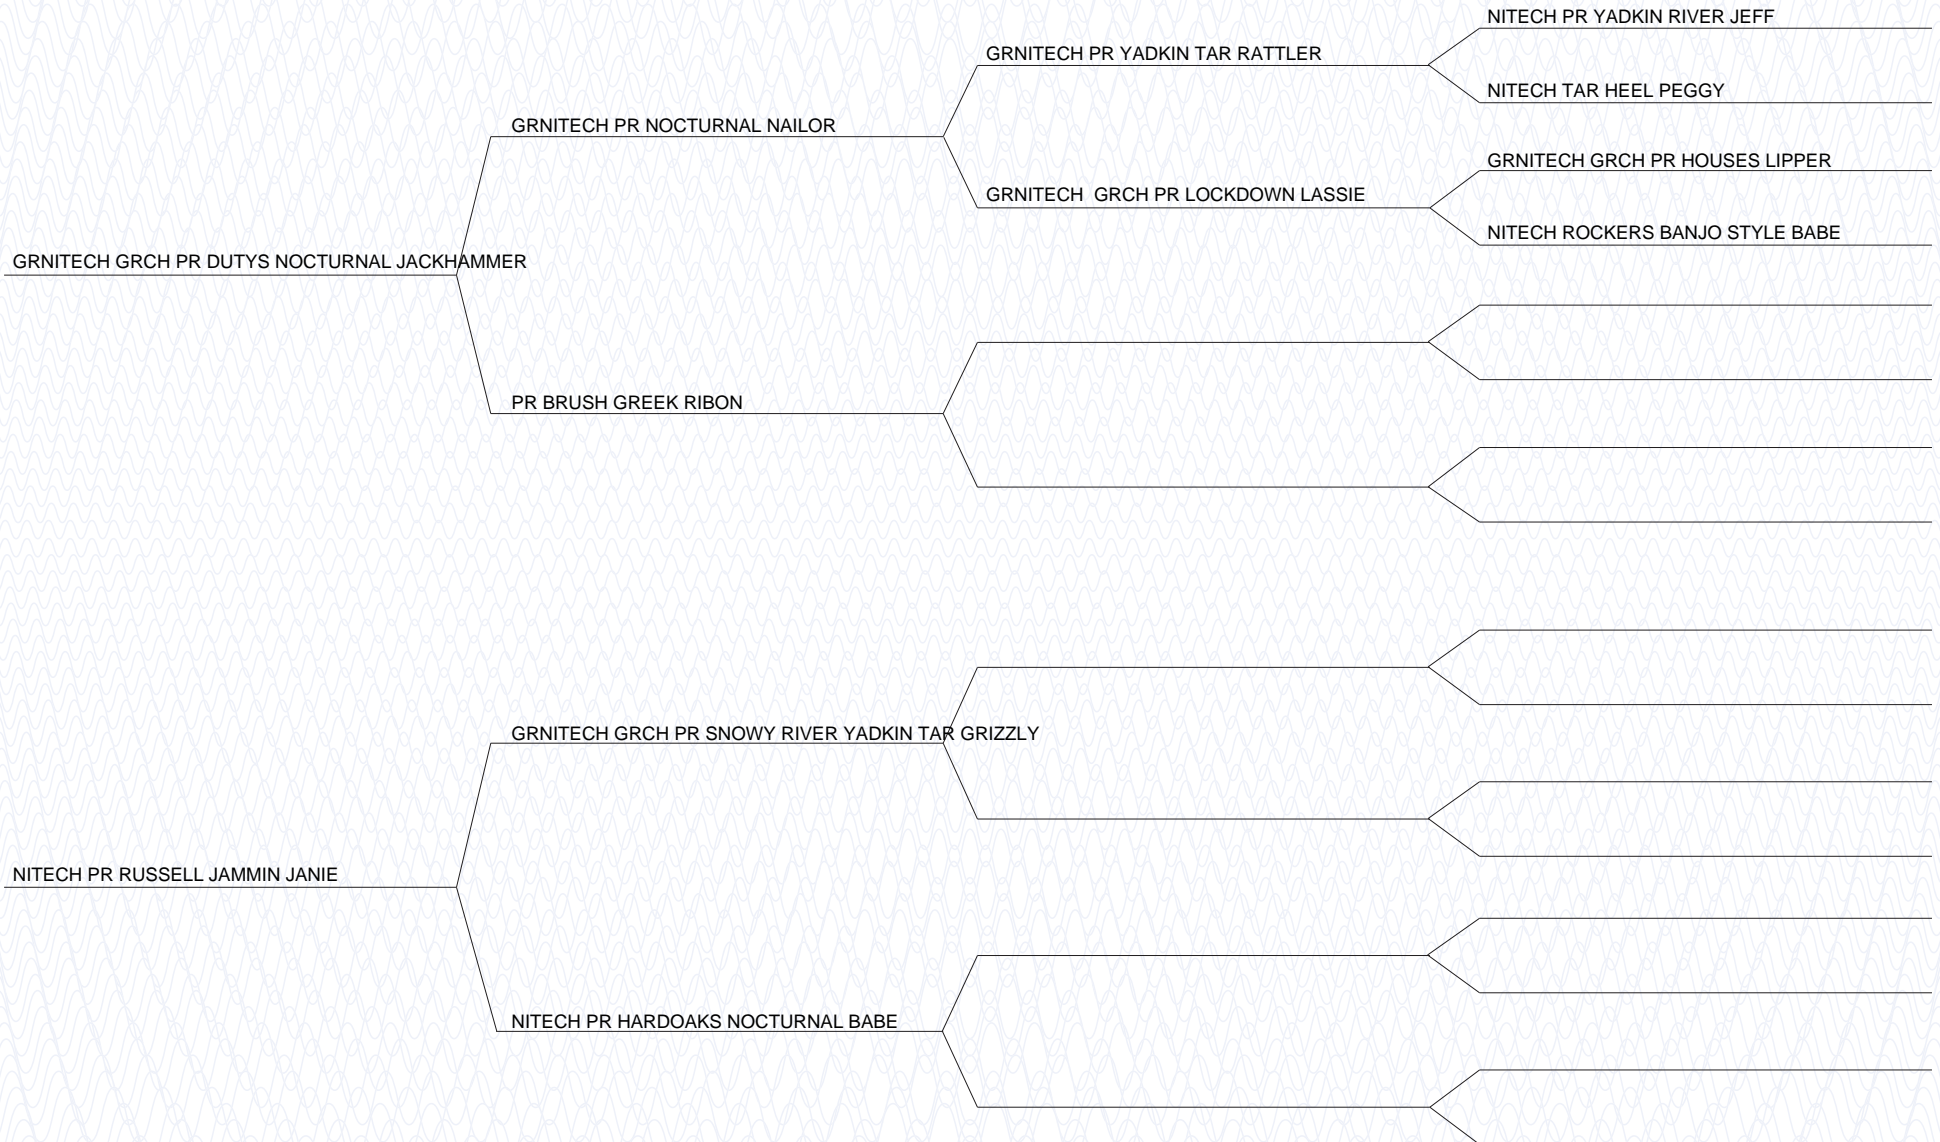 NITECH PR YADKIN RIVER JEFF
GRNITECH PR YADKIN TAR RATTLER
NITECH TAR HEEL PEGGY
GRNITECH PR NOCTURNAL NAILOR
GRNITECH GRCH PR HOUSES LIPPER
GRNITECH  GRCH PR LOCKDOWN LASSIE
NITECH ROCKERS BANJO STYLE BABE
GRNITECH GRCH PR DUTYS NOCTURNAL JACKHAMMER
PR BRUSH GREEK RIBON
GRNITECH GRCH PR SNOWY RIVER YADKIN TAR GRIZZLY
NITECH PR RUSSELL JAMMIN JANIE
NITECH PR HARDOAKS NOCTURNAL BABE